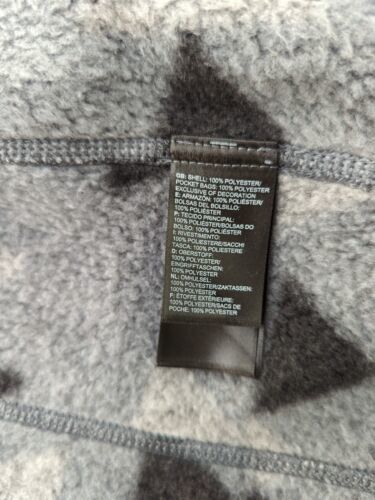 GB: SHELL: 100% POLYESTER/
POCKET BAGS: 100% POLYESTER
EXCLUSIVE OF DECORATION
E: ARMAZÓN: 100% POLIÉSTER/
BOLSAS DEL BOLSILLO:
100% POLIÉSTER
P: TECIDO PRINCIPAL:
100% POLIÉSTER/BOLSAS DO
BOLSO: 100% POLIÉSTER
I: RIVESTIMENTO:
100% POLIESTERE/SACCHI
TASCA: 100% POLIESTERE
D: OBERSTOFF:
100% POLYESTER/
EINGRIFFTASCHEN:
100% POLYESTER
NL: OMHULSEL:
100% POLYESTER/ZAKTASSEN:
100% POLYESTER
F: ÉTOFFE EXTÉRIEURE:
100% POLYESTER/SACS DE
POCHE: 100% POLYESTER